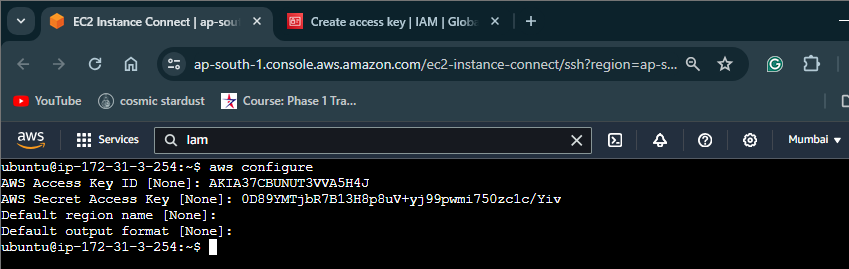 EC2 Instance Connect | ap-south
Create access key | IAM | Globa
ap-south-1.console.aws.amazon.com/ec2-instance-connect/ssh?region=ap-s...
YouTube
cosmic stardust
Course: Phase 1 Tra...
aws
Services
Iam
Mumbai
ubuntu@ip-172-31-3-254:~$ aws configure
AWS Access Key ID [None]: AKIA37CBUNUT3VVA5H4J
AWS Secret Access Key [None]: 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
Default region name [None]:
Default output format [None]:
ubuntu@ip-172-31-3-254:~$